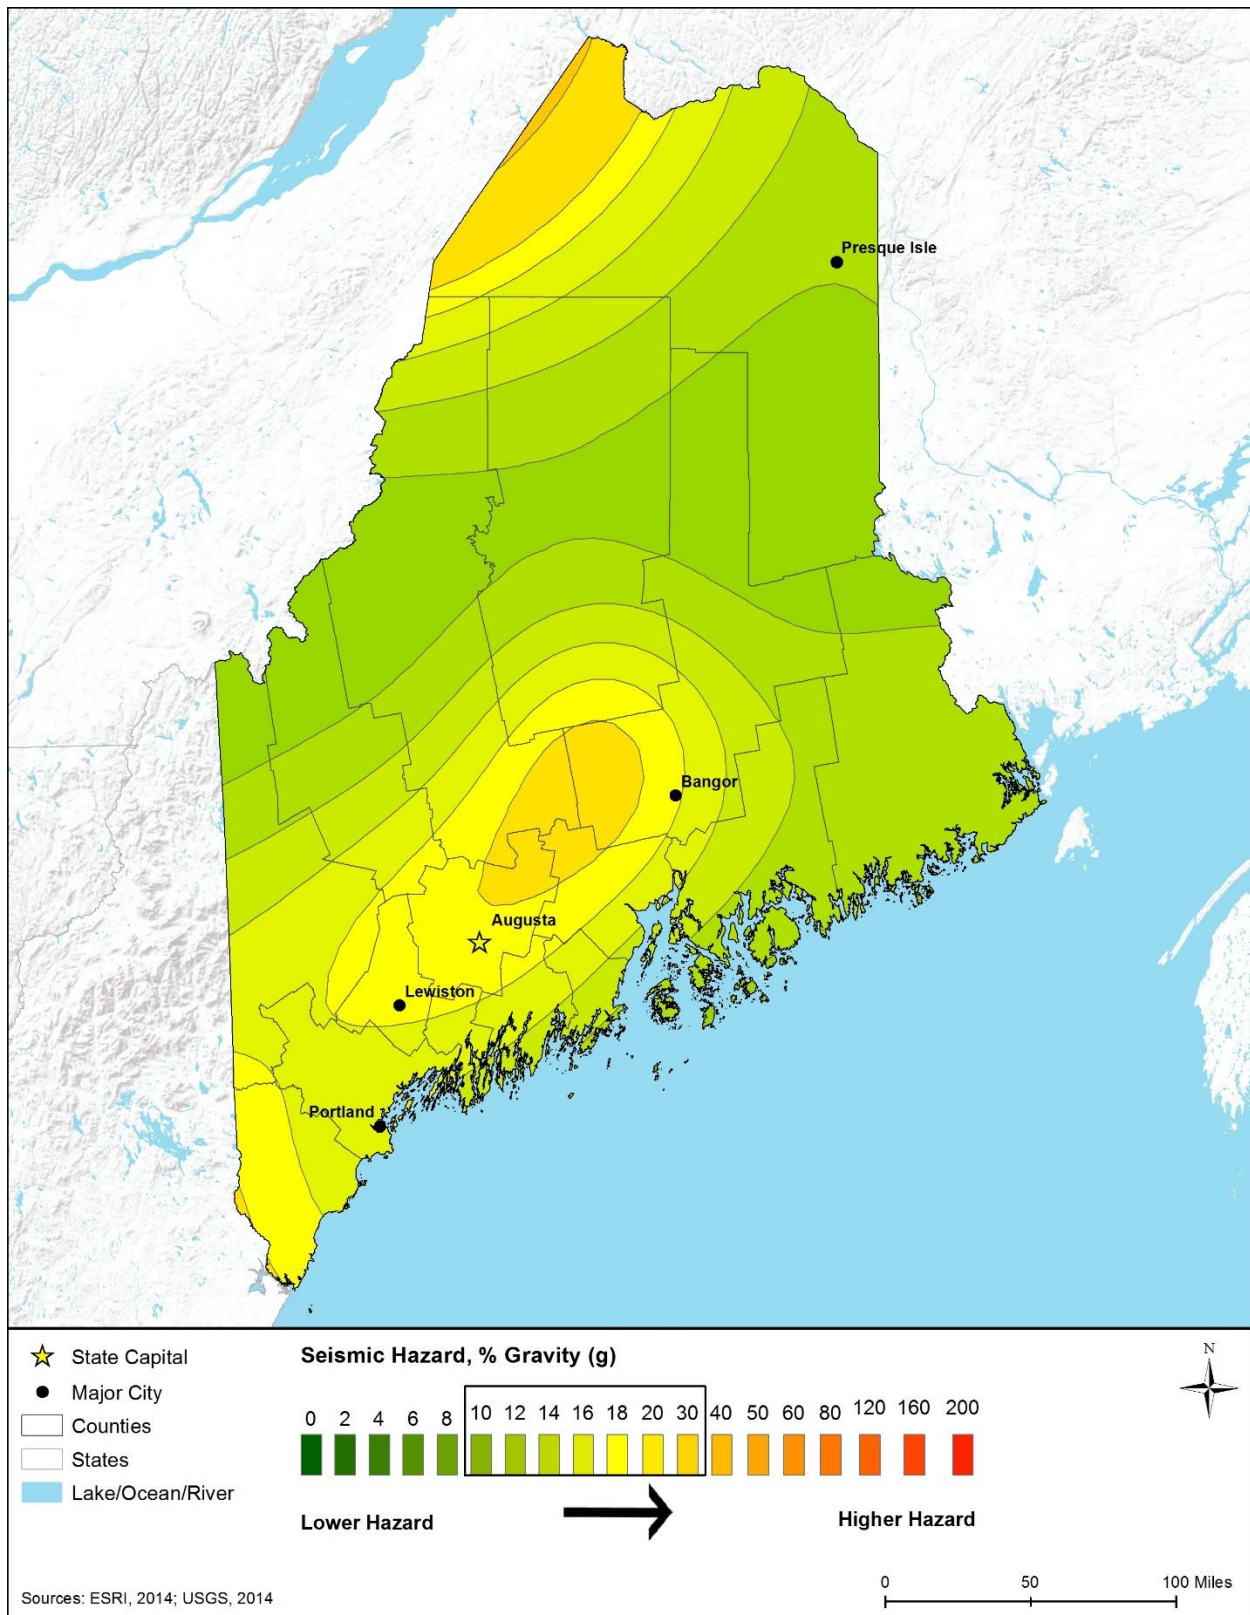 Presque Isle
Bangor
Augusta
Lewiston
Portland
State Capital
Major City
Counties
States
Lake/Ocean/River
Seismic Hazard, % Gravity (g)
0 2 4 6 8 10 12 14 16 18 20 30 40 50 60 80 120 160 200
Lower Hazard
Higher Hazard
N
Sources: ESRI, 2014; USGS, 2014
0 50 100 Miles